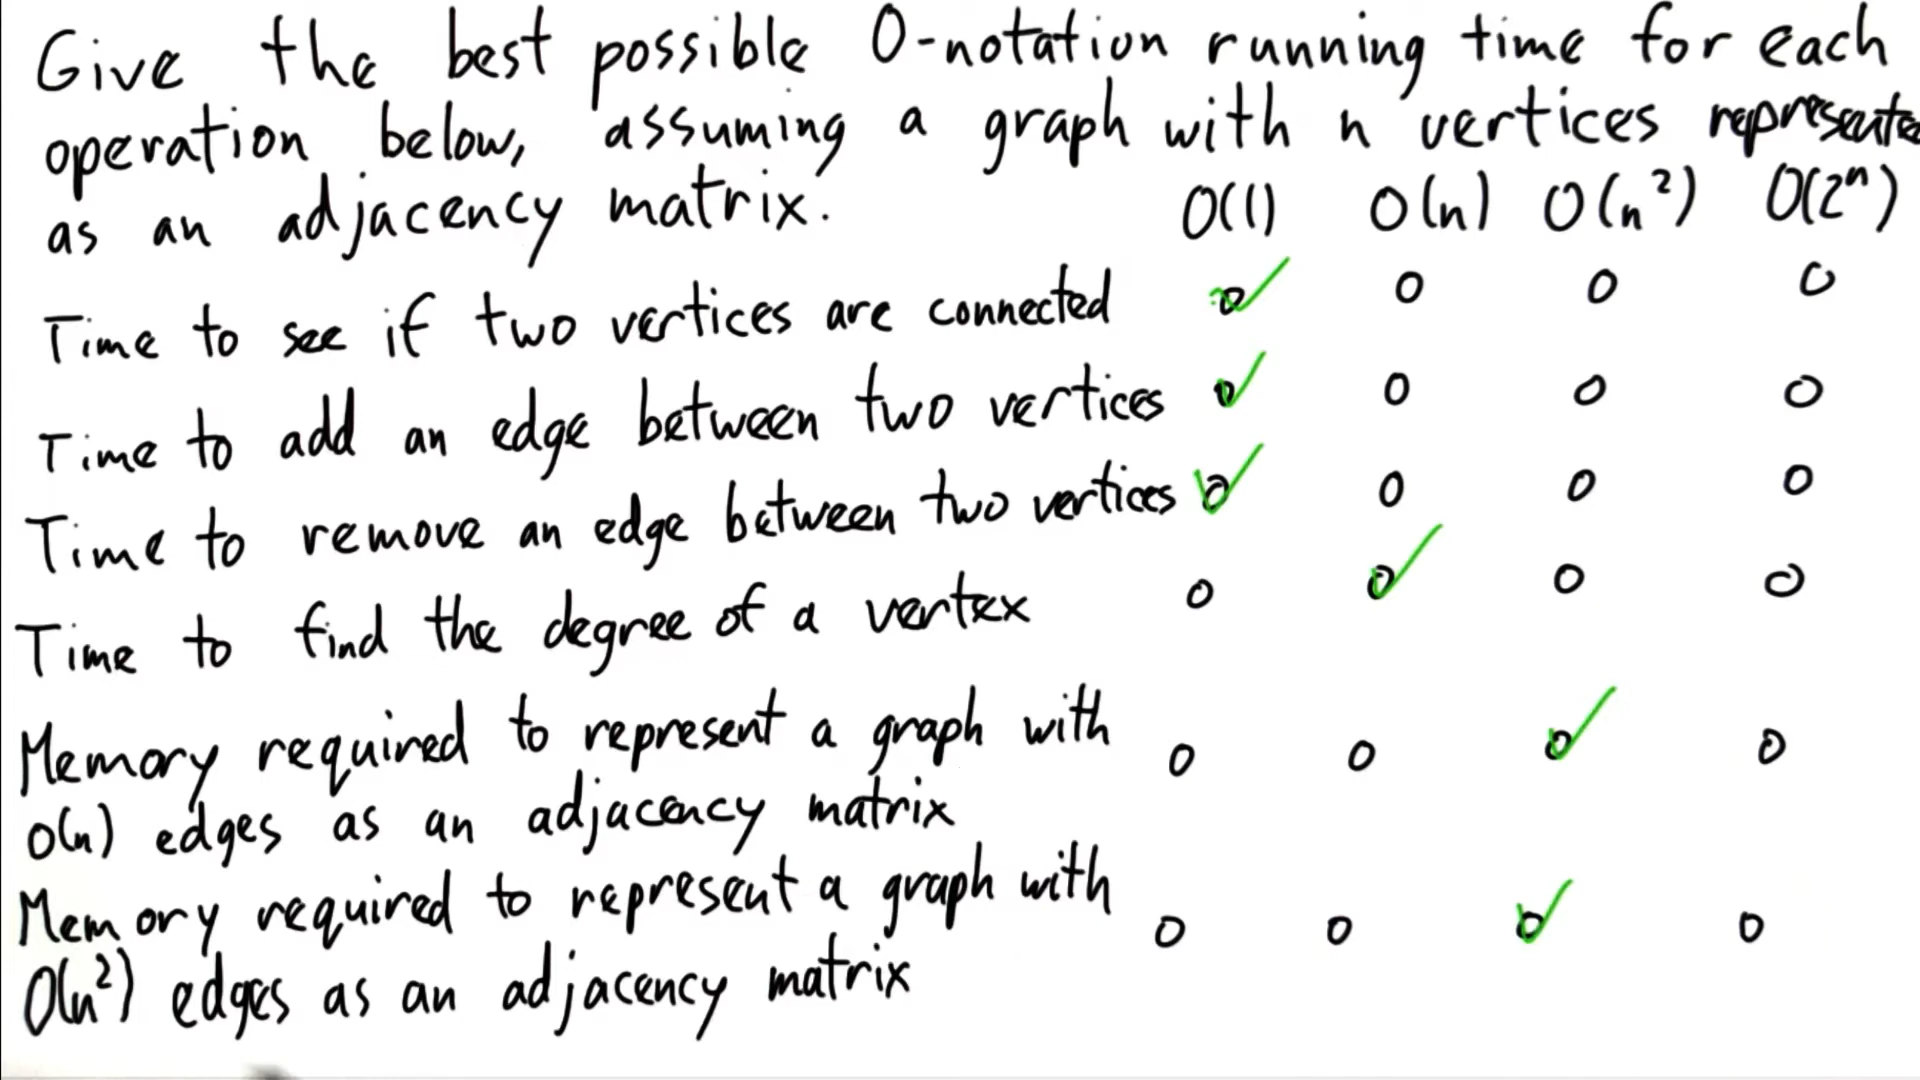 Give the best possible O-notation running time for each
operation below, assuming a graph with n vertices represente
as an adjacency matrix. O(1) O(n) O(n²) O(2ⁿ)
Time to see if two vertices are connected
Time to add an edge between two vertices
Time to remove an edge between two vertices
Time to find the degree of a vertex
Memory required to represent a graph with
O(n) edges as an adjacency matrix
Memory required to represent a graph with
O(n²) edges as an adjacency matrix